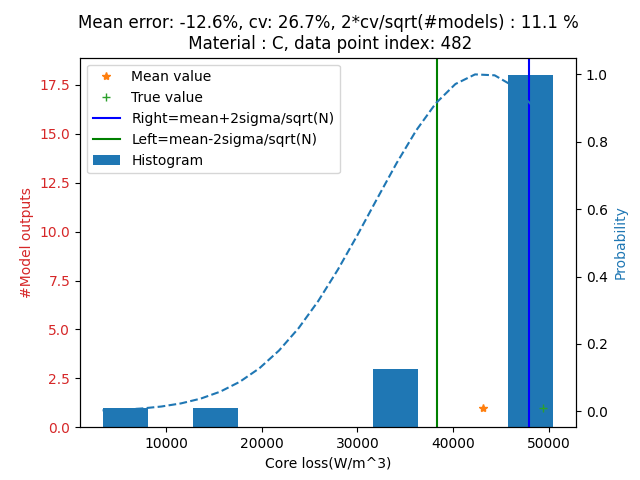 Mean error: -12.6%, cv: 26.7%, 2*cv/sqrt(#models) : 11.1 %
Material : C, data point index: 482
Mean value
True value
Right=mean+2sigma/sqrt(N)
Left=mean-2sigma/sqrt(N)
Histogram
17.5
15.0
12.5
10.0
7.5
5.0
2.5
0.0
#Model outputs
1.0
0.8
0.6
0.4
0.2
0.0
Probability
10000 20000 30000 40000 50000
Core loss(W/m^3)